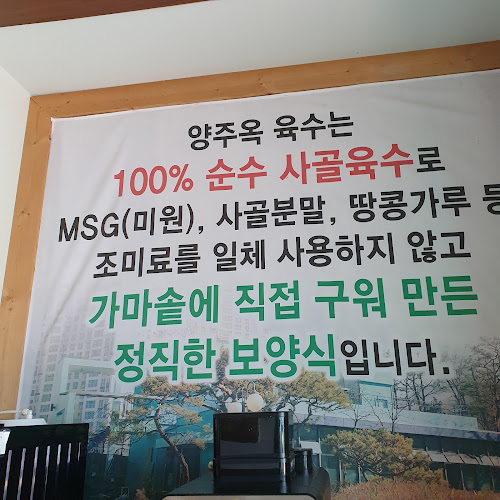 양주옥 육수는
100% 순수 사골육수로
MSG(미원), 사골분말, 땅콩가루 등
조미료를 일체 사용하지 않고
가마솥에 직접 구워 만든
정직한 보양식입니다.